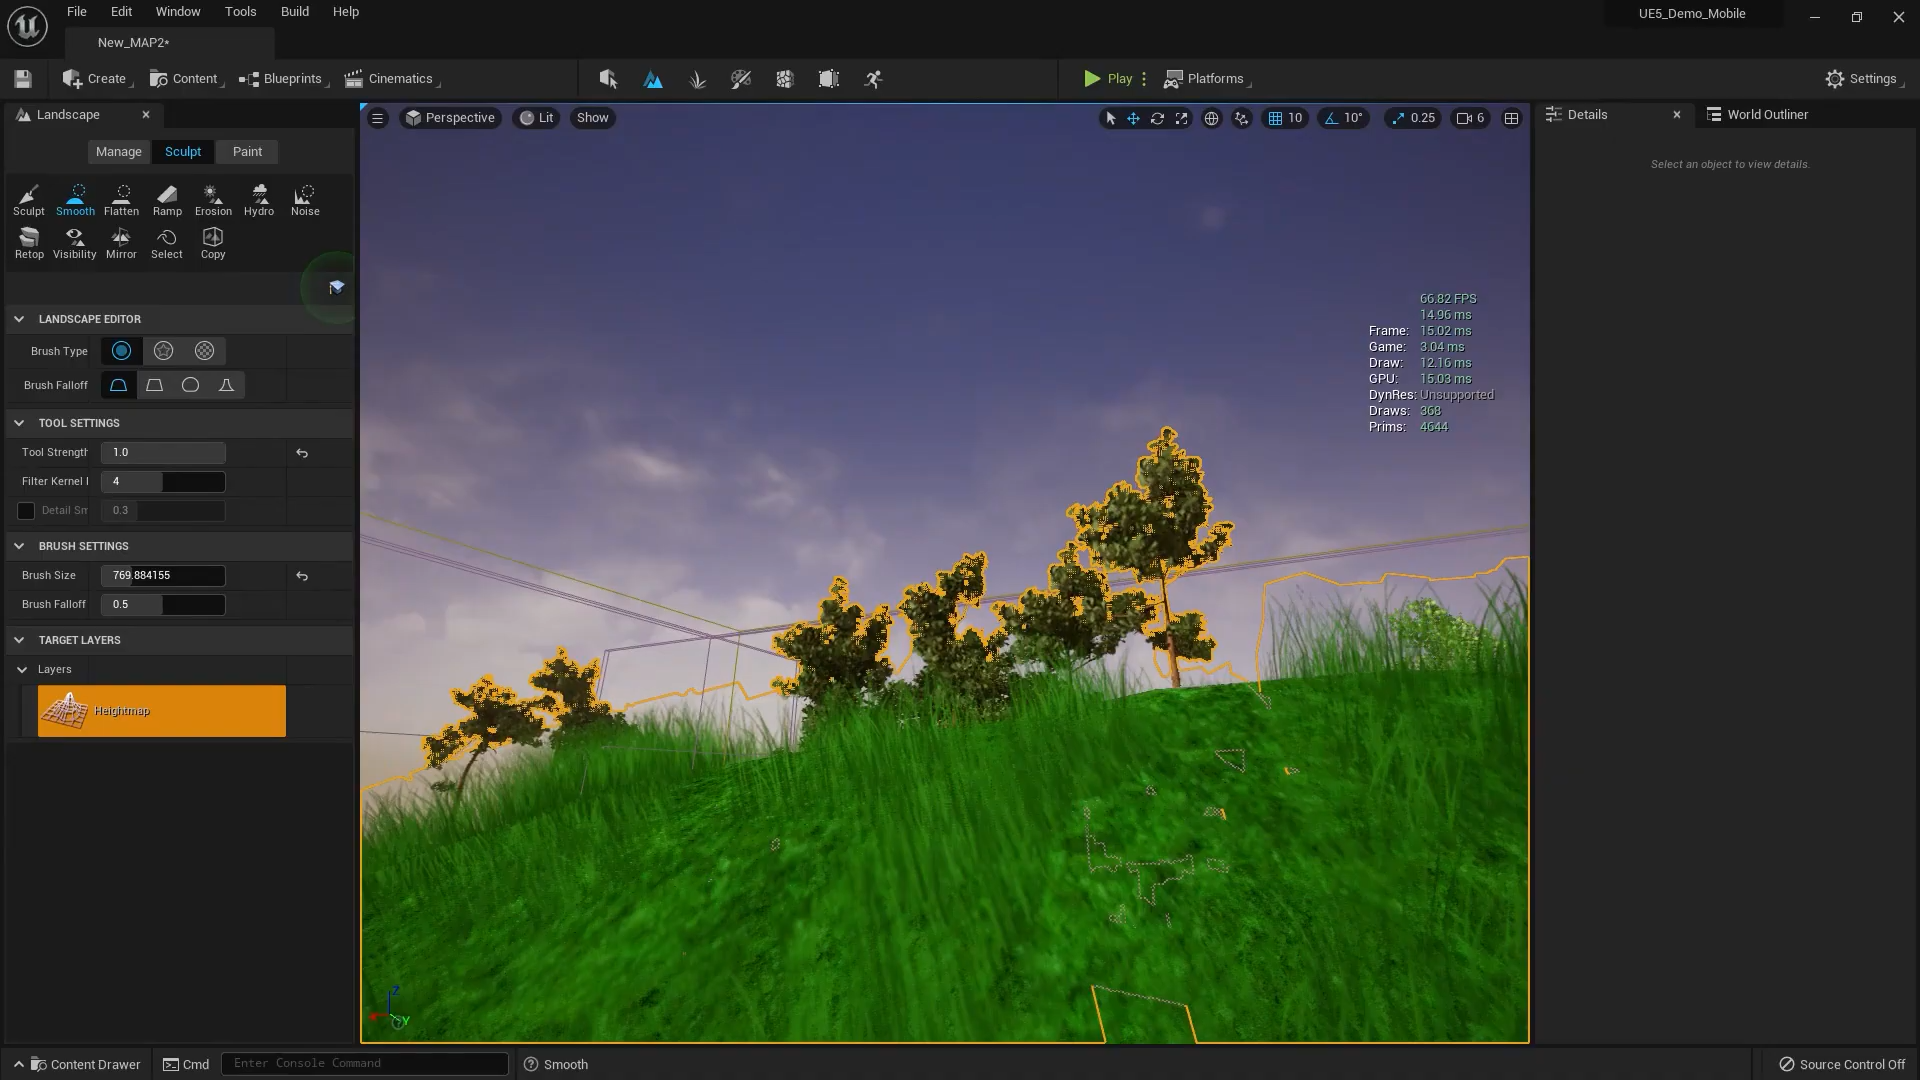 File Edit Window Tools Build Help
UE5_Demo_Mobile
New_MAP2*
Create Content Blueprints Cinematics
Play Platforms Settings
Landscape
Manage Sculpt Paint
Sculpt Smooth Flatten Ramp Erosion Hydro Noise
Retop Visibility Mirror Select Copy
LANDSCAPE EDITOR
Brush Type
Brush Falloff
TOOL SETTINGS
Tool Strength 1.0
Filter Kernel 4
Detail Sm 0.3
BRUSH SETTINGS
Brush Size 769.884155
Brush Falloff 0.5
TARGET LAYERS
Layers
Heightmap
Perspective Lit Show
10 10° 0.25 6
66.82 FPS
14.96 ms
Frame: 15.02 ms
Game: 3.04 ms
Draw: 12.16 ms
GPU: 15.03 ms
DynRes: Unsupported
Draws: 368
Prims: 4644
Z
Y
Details World Outliner
Select an object to view details.
Content Drawer Cmd Enter Console Command Smooth Source Control Off